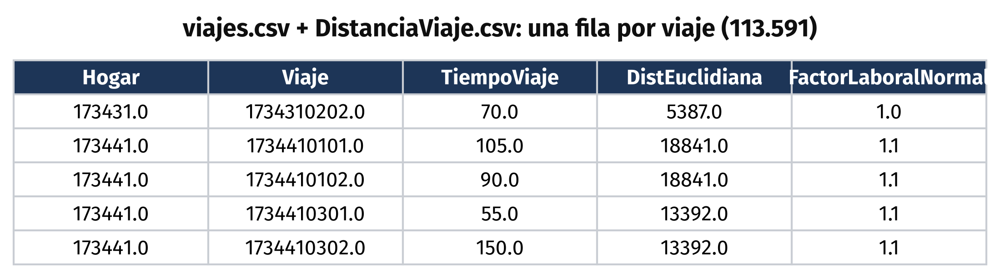 viajes.csv + DistanciaViaje.csv: una fila por viaje (113.591)
Hogar Viaje TiempoViaje DistEuclidiana FactorLaboralNormal
173431.0 1734310202.0 70.0 5387.0 1.0
173441.0 1734410101.0 105.0 18841.0 1.1
173441.0 1734410102.0 90.0 18841.0 1.1
173441.0 1734410301.0 55.0 13392.0 1.1
173441.0 1734410302.0 150.0 13392.0 1.1